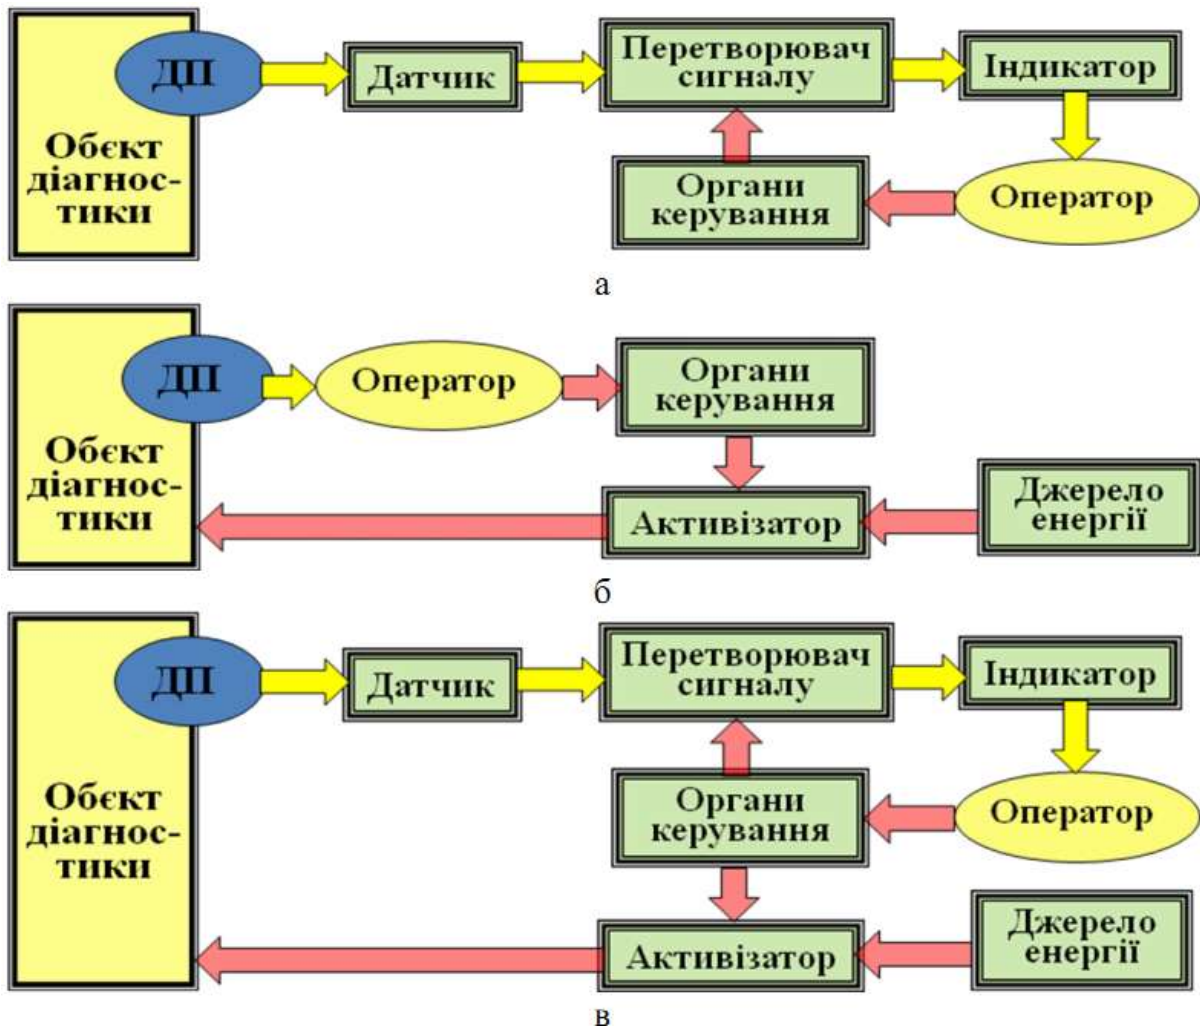 ДП
Датчик
Перетворювач
сигналу
Індикатор
Обєкт
діагнос-
тики
Органи
керування
Оператор
а
ДП
Оператор
Органи
керування
Обєкт
діагнос-
тики
Активізатор
Джерело
енергії
б
ДП
Датчик
Перетворювач
сигналу
Індикатор
Обєкт
діагнос-
тики
Органи
керування
Оператор
Активізатор
Джерело
енергії
в